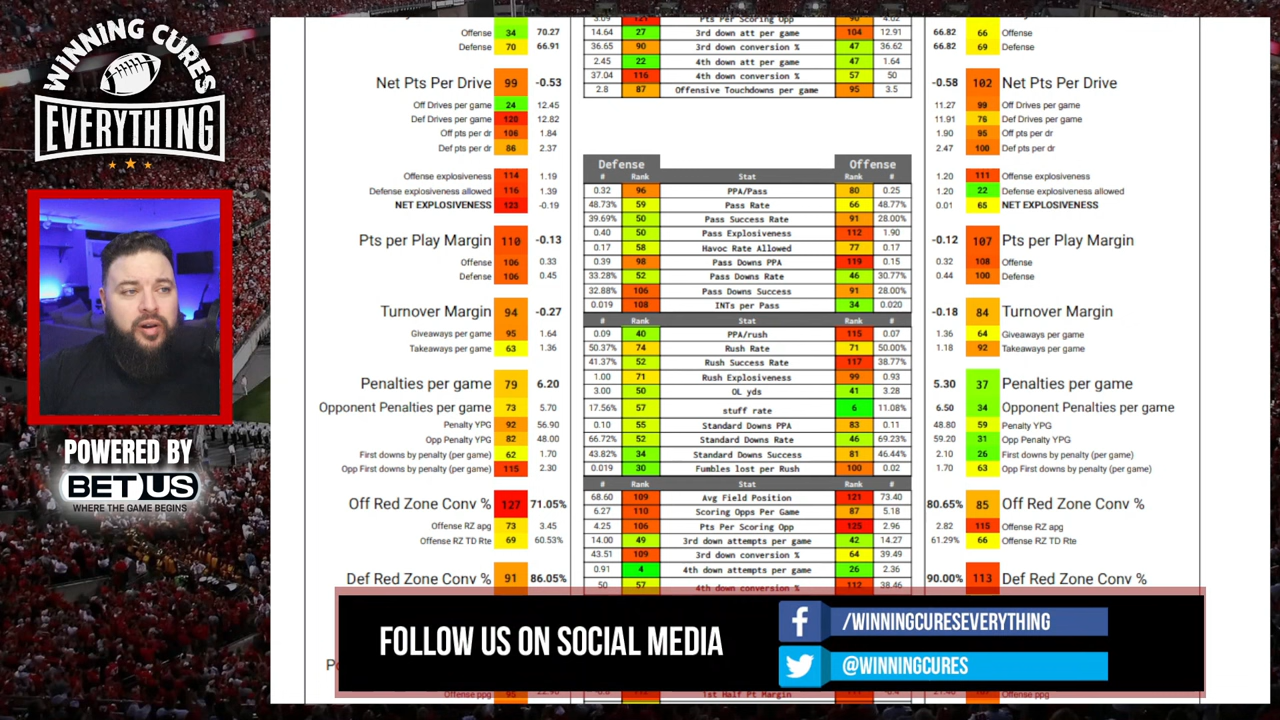 WINNING CURES
EVERYTHING
POWERED BY
BETUS
WHERE THE GAME BEGINS
Offense 34 70.27
Defense 70 66.91
Net Pts Per Drive 99 -0.53
Off Drives per game 24 12.45
Def Drives per game 120 12.82
Off pts per dr 106 1.84
Def pts per dr 86 2.37
Offense explosiveness 114 1.19
Defense explosiveness allowed 116 1.39
NET EXPLOSIVENESS 123 -0.19
Pts per Play Margin 110 -0.13
Offense 106 0.33
Defense 106 0.45
Turnover Margin 94 -0.27
Giveaways per game 95 1.64
Takeaways per game 63 1.36
Penalties per game 79 6.20
Opponent Penalties per game 73 5.70
Penalty YPG 92 56.90
Opp Penalty YPG 82 48.00
First downs by penalty (per game) 62 1.70
Opp First downs by penalty (per game) 115 2.30
Off Red Zone Conv % 127 71.05%
Offense RZ apg 73 3.45
Offense RZ TD Rte 69 60.53%
Def Red Zone Conv % 91 86.05%
3.09 121 Pts Per Scoring Opp 90 4.02
14.64 27 3rd down att per game 104 12.91
36.65 90 3rd down conversion % 47 36.62
2.45 22 4th down att per game 47 1.64
37.04 116 4th down conversion % 57 50
2.8 87 Offensive Touchdowns per game 95 3.5
Defense Offense
# Rank Stat Rank #
0.32 96 PPA/Pass 80 0.25
48.73% 59 Pass Rate 66 48.77%
39.69% 50 Pass Success Rate 91 28.00%
0.40 50 Pass Explosiveness 112 1.90
0.17 58 Havoc Rate Allowed 77 0.17
0.39 98 Pass Downs PPA 119 0.15
33.28% 52 Pass Downs Rate 46 30.77%
32.88% 106 Pass Downs Success 91 28.00%
0.019 108 INTs per Pass 34 0.020
# Rank Stat Rank #
0.09 40 PPA/rush 115 0.07
50.37% 74 Rush Rate 71 50.00%
41.37% 52 Rush Success Rate 117 38.77%
1.00 71 Rush Explosiveness 99 0.93
3.00 50 OL yds 41 3.28
17.56% 57 stuff rate 6 11.08%
0.10 55 Standard Downs PPA 83 0.11
66.72% 52 Standard Downs Rate 46 69.23%
43.82% 34 Standard Downs Success 81 46.44%
0.019 30 Fumbles lost per Rush 100 0.02
# Rank Stat Rank #
68.60 109 Avg Field Position 121 73.40
6.27 110 Scoring Opps Per Game 87 5.18
4.25 106 Pts Per Scoring Opp 125 2.96
14.00 49 3rd down attempts per game 42 14.27
43.51 109 3rd down conversion % 64 39.49
0.91 4 4th down attempts per game 26 2.36
50 57 4th down conversion % 112 38.46
66.82 66 Offense
66.82 69 Defense
-0.58 102 Net Pts Per Drive
11.27 99 Off Drives per game
11.91 76 Def Drives per game
1.90 95 Off pts per dr
2.47 100 Def pts per dr
1.20 111 Offense explosiveness
1.20 22 Defense explosiveness allowed
0.01 65 NET EXPLOSIVENESS
-0.12 107 Pts per Play Margin
0.32 108 Offense
0.44 100 Defense
-0.18 84 Turnover Margin
1.36 64 Giveaways per game
1.18 92 Takeaways per game
5.30 37 Penalties per game
6.50 34 Opponent Penalties per game
48.80 59 Penalty YPG
59.20 31 Opp Penalty YPG
2.10 26 First downs by penalty (per game)
1.70 63 Opp First downs by penalty (per game)
80.65% 85 Off Red Zone Conv %
2.82 115 Offense RZ apg
61.29% 66 Offense RZ TD Rte
90.00% 113 Def Red Zone Conv %
FOLLOW US ON SOCIAL MEDIA
/WINNINGCURESEVERYTHING
@WINNINGCURES
Offense ppg 1st Half Pt Margin Offense ppg